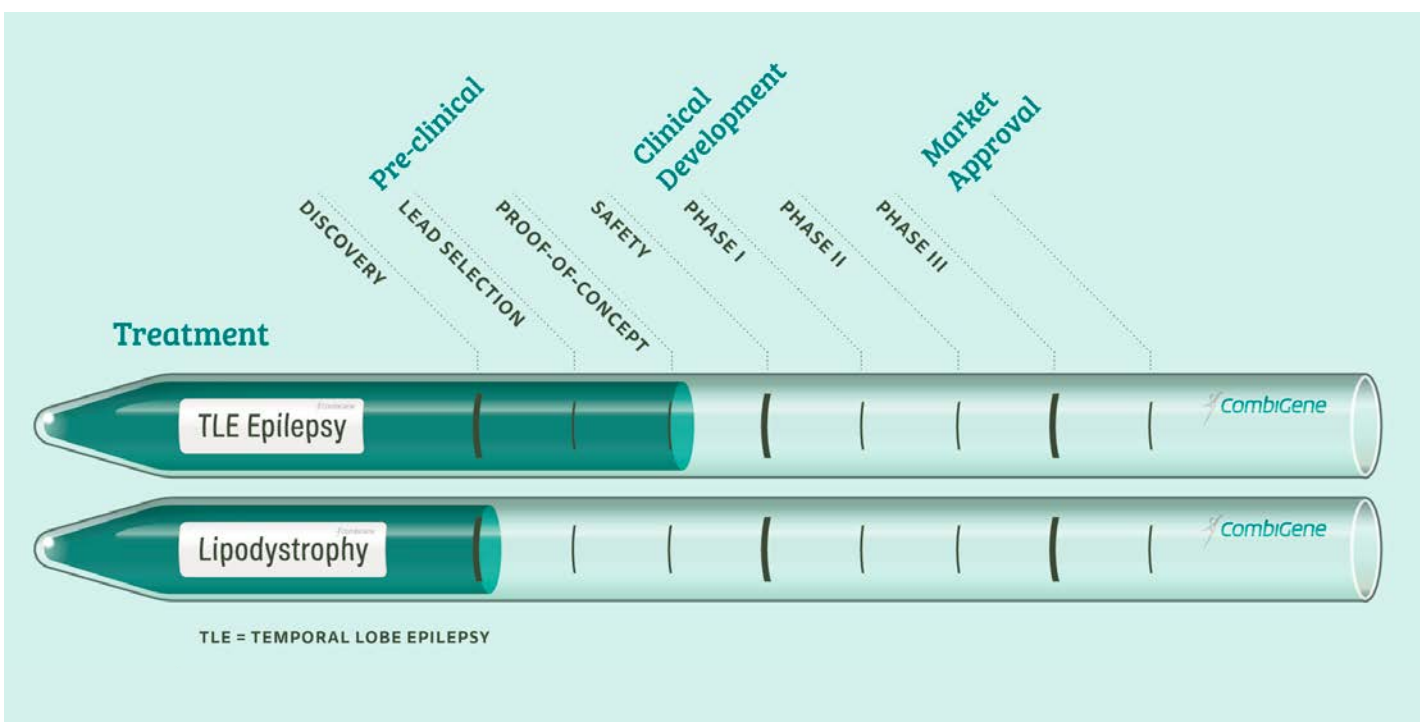 Pre-clinical
Clinical
Development
Market
Approval
DISCOVERY
LEAD SELECTION
PROOF-OF-CONCEPT
SAFETY
PHASE I
PHASE II
PHASE III
Treatment
TLE Epilepsy
CombiGene
Lipodystrophy
CombiGene
TLE = TEMPORAL LOBE EPILEPSY